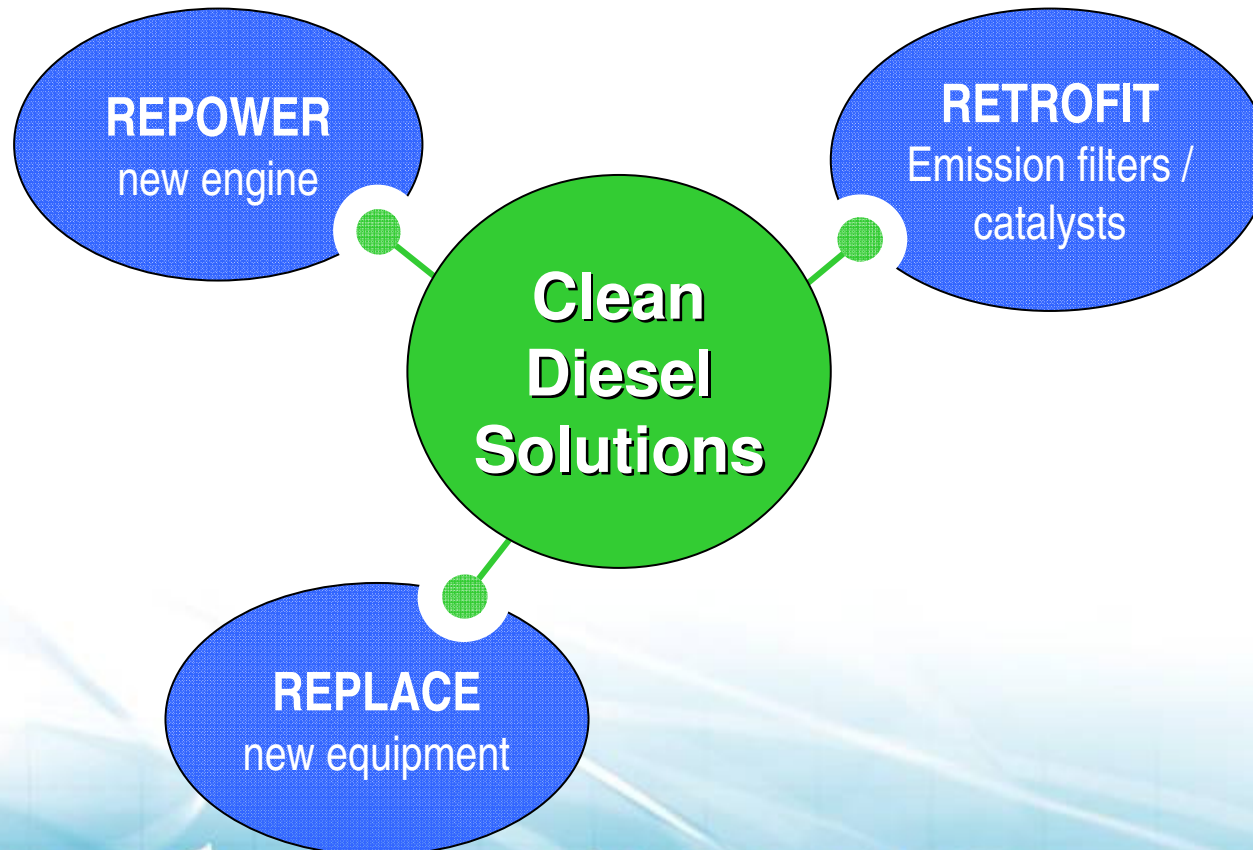 REPOWER
new engine
RETROFIT
Emission filters /
catalysts
Clean
Diesel
Solutions
REPLACE
new equipment